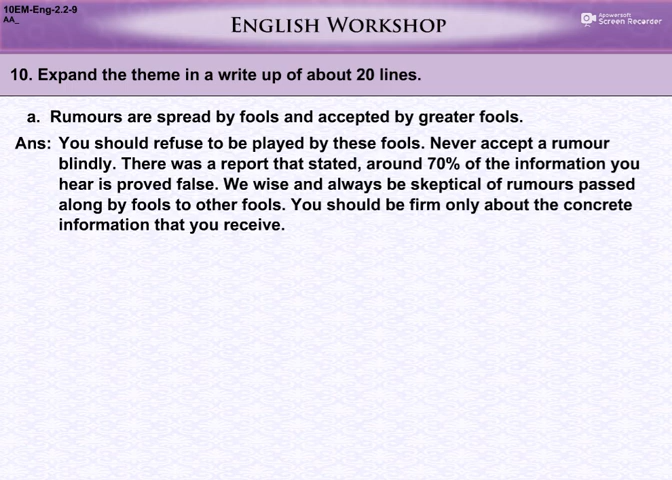 10EM-Eng-2.2-9
AA_
ENGLISH WORKSHOP
Apowersoft
Screen Recorder
10. Expand the theme in a write up of about 20 lines.
a. Rumours are spread by fools and accepted by greater fools.
Ans: You should refuse to be played by these fools. Never accept a rumour
blindly. There was a report that stated, around 70% of the information you
hear is proved false. We wise and always be skeptical of rumours passed
along by fools to other fools. You should be firm only about the concrete
information that you receive.